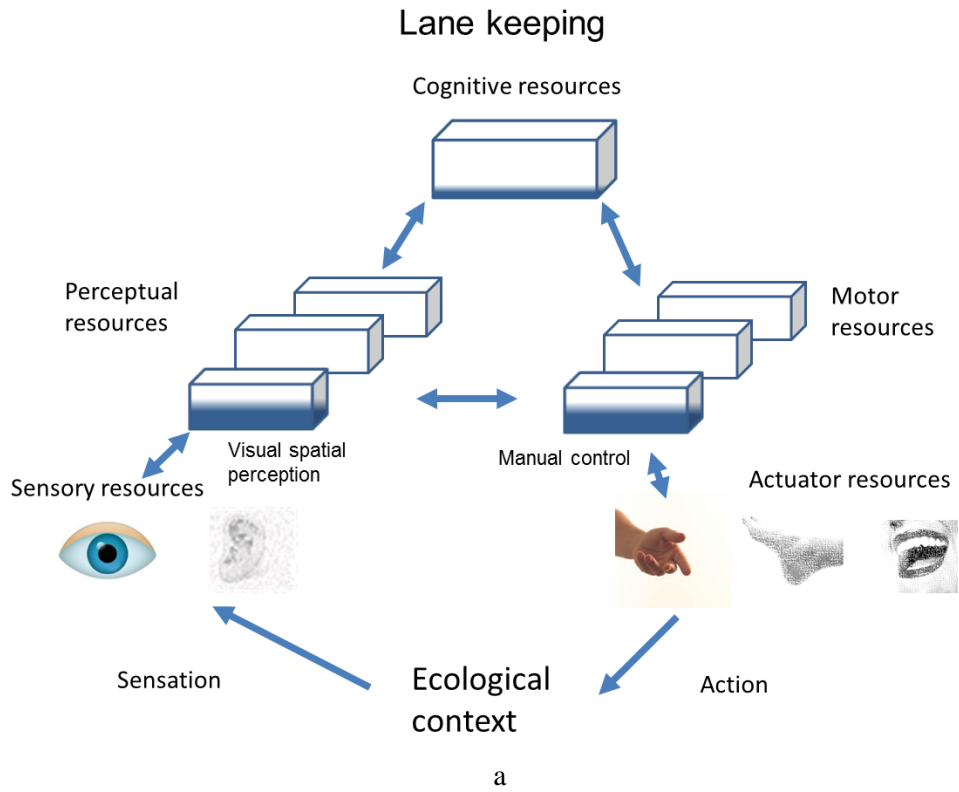 Lane keeping
Cognitive resources
Perceptual
resources
Motor
resources
Visual spatial
perception
Manual control
Sensory resources
Actuator resources
Sensation
Ecological
context
Action
a